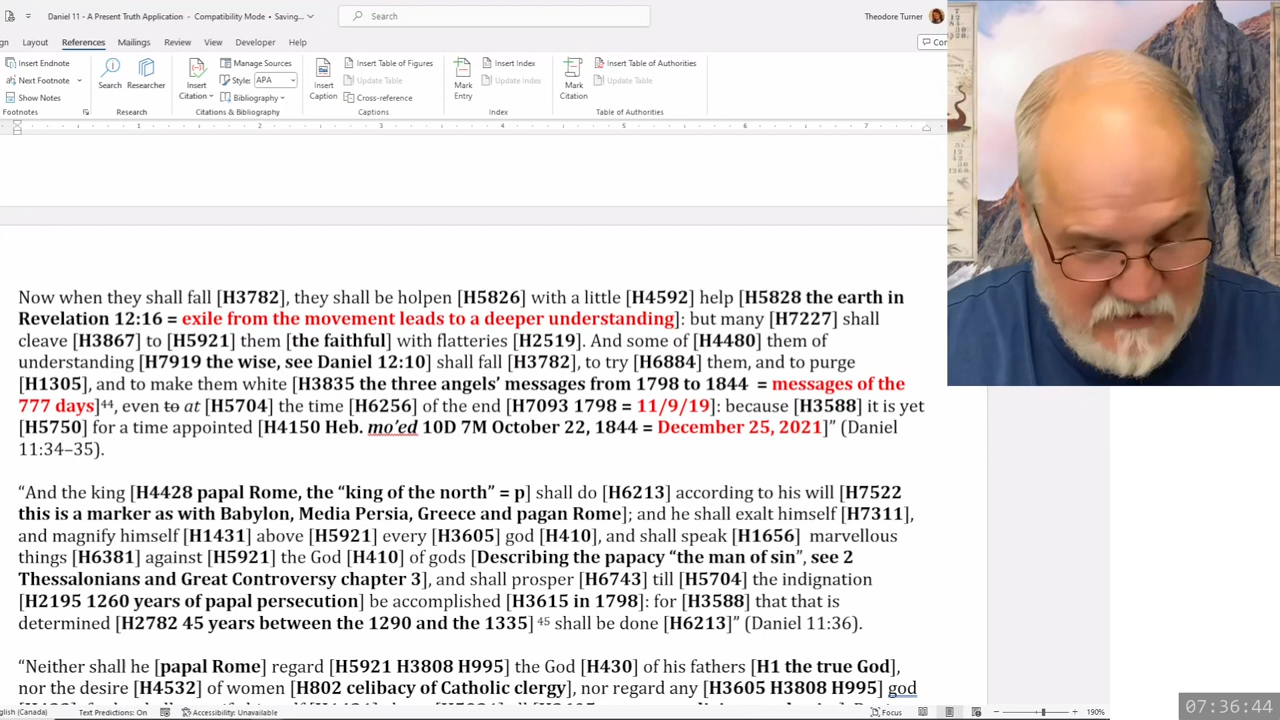 Daniel 11 - A Present Truth Application - Compatibility Mode • Saving...
Search
Theodore Turner
Layout References Mailings Review View Developer Help
Insert Endnote
Next Footnote
Show Notes
Footnotes
Search Researcher
Research
Insert Citation
Manage Sources
Style: APA
Bibliography
Citations & Bibliography
Insert Caption
Insert Table of Figures
Update Table
Cross-reference
Captions
Mark Entry
Insert Index
Update Index
Index
Mark Citation
Insert Table of Authorities
Update Table
Table of Authorities
1 2 3 4 5 6 7
Now when they shall fall [H3782], they shall be holpen [H5826] with a little [H4592] help [H5828 the earth in
Revelation 12:16 = exile from the movement leads to a deeper understanding]: but many [H7227] shall
cleave [H3867] to [H5921] them [the faithful] with flatteries [H2519]. And some of [H4480] them of
understanding [H7919 the wise, see Daniel 12:10] shall fall [H3782], to try [H6884] them, and to purge
[H1305], and to make them white [H3835 the three angels’ messages from 1798 to 1844 = messages of the
777 days]44, even to at [H5704] the time [H6256] of the end [H7093 1798 = 11/9/19]: because [H3588] it is yet
[H5750] for a time appointed [H4150 Heb. mo’ed 10D 7M October 22, 1844 = December 25, 2021]” (Daniel
11:34–35).
“And the king [H4428 papal Rome, the “king of the north” = p] shall do [H6213] according to his will [H7522
this is a marker as with Babylon, Media Persia, Greece and pagan Rome]; and he shall exalt himself [H7311],
and magnify himself [H1431] above [H5921] every [H3605] god [H410], and shall speak [H1656] marvellous
things [H6381] against [H5921] the God [H410] of gods [Describing the papacy “the man of sin”, see 2
Thessalonians and Great Controversy chapter 3], and shall prosper [H6743] till [H5704] the indignation
[H2195 1260 years of papal persecution] be accomplished [H3615 in 1798]: for [H3588] that that is
determined [H2782 45 years between the 1290 and the 1335] 45 shall be done [H6213]” (Daniel 11:36).
“Neither shall he [papal Rome] regard [H5921 H3808 H995] the God [H430] of his fathers [H1 the true God],
nor the desire [H4532] of women [H802 celibacy of Catholic clergy], nor regard any [H3605 H3808 H995] god
English (Canada) Text Predictions: On Accessibility: Unavailable Focus 190%
07:36:44